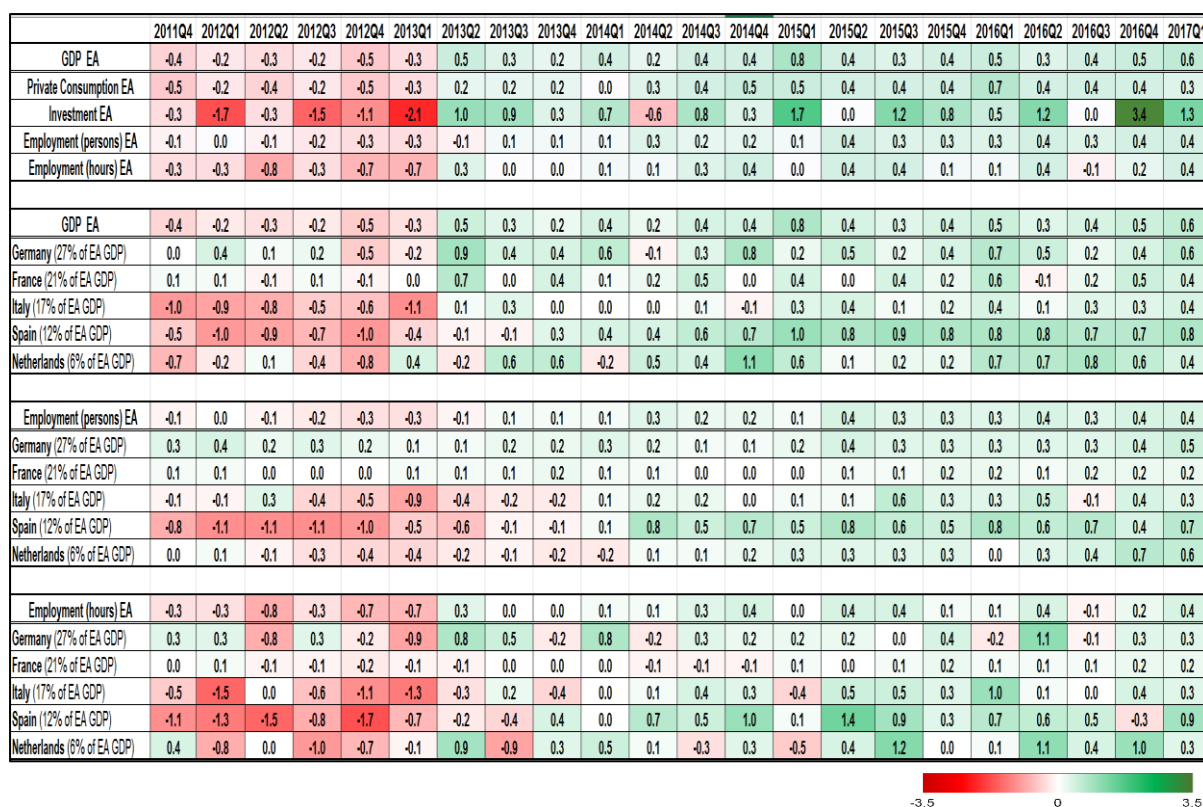 2011Q4 2012Q1 2012Q2 2012Q3 2012Q4 2013Q1 2013Q2 2013Q3 2013Q4 2014Q1 2014Q2 2014Q3 2014Q4 2015Q1 2015Q2 2015Q3 2015Q4 2016Q1 2016Q2 2016Q3 2016Q4 2017Q1
GDP EA -0.4 -0.2 -0.3 -0.2 -0.5 -0.3 0.5 0.3 0.2 0.4 0.2 0.4 0.4 0.8 0.4 0.3 0.4 0.5 0.3 0.4 0.5 0.6
Private Consumption EA -0.5 -0.2 -0.4 -0.2 -0.5 -0.3 0.2 0.2 0.2 0.0 0.3 0.4 0.5 0.5 0.4 0.4 0.4 0.7 0.4 0.4 0.4 0.3
Investment EA -0.3 -1.7 -0.3 -1.5 -1.1 -2.1 1.0 0.9 0.3 0.7 -0.6 0.8 0.3 1.7 0.0 1.2 0.8 0.5 1.2 0.0 3.4 1.3
Employment (persons) EA -0.1 0.0 -0.1 -0.2 -0.3 -0.3 -0.1 0.1 0.1 0.1 0.3 0.2 0.2 0.1 0.4 0.3 0.3 0.3 0.4 0.3 0.4 0.4
Employment (hours) EA -0.3 -0.3 -0.8 -0.3 -0.7 -0.7 0.3 0.0 0.0 0.1 0.1 0.3 0.4 0.0 0.4 0.4 0.1 0.1 0.4 -0.1 0.2 0.4
GDP EA -0.4 -0.2 -0.3 -0.2 -0.5 -0.3 0.5 0.3 0.2 0.4 0.2 0.4 0.4 0.8 0.4 0.3 0.4 0.5 0.3 0.4 0.5 0.6
Germany (27% of EA GDP) 0.0 0.4 0.1 0.2 -0.5 -0.2 0.9 0.4 0.4 0.6 -0.1 0.3 0.8 0.2 0.5 0.2 0.4 0.7 0.5 0.2 0.4 0.6
France (21% of EA GDP) 0.1 0.1 -0.1 0.1 -0.1 0.0 0.7 0.0 0.4 0.1 0.2 0.5 0.0 0.4 0.0 0.4 0.2 0.6 -0.1 0.2 0.5 0.4
Italy (17% of EA GDP) -1.0 -0.9 -0.8 -0.5 -0.6 -1.1 0.1 0.3 0.0 0.0 0.0 0.1 -0.1 0.3 0.4 0.1 0.2 0.4 0.1 0.3 0.3 0.4
Spain (12% of EA GDP) -0.5 -1.0 -0.9 -0.7 -1.0 -0.4 -0.1 -0.1 0.3 0.4 0.4 0.6 0.7 1.0 0.8 0.9 0.8 0.8 0.8 0.7 0.7 0.8
Netherlands (6% of EA GDP) -0.7 -0.2 0.1 -0.4 -0.8 0.4 -0.2 0.6 0.6 -0.2 0.5 0.4 1.1 0.6 0.1 0.2 0.2 0.7 0.7 0.8 0.6 0.4
Employment (persons) EA -0.1 0.0 -0.1 -0.2 -0.3 -0.3 -0.1 0.1 0.1 0.1 0.3 0.2 0.2 0.1 0.4 0.3 0.3 0.3 0.4 0.3 0.4 0.4
Germany (27% of EA GDP) 0.3 0.4 0.2 0.3 0.2 0.1 0.1 0.2 0.2 0.3 0.2 0.1 0.1 0.2 0.4 0.3 0.3 0.3 0.3 0.3 0.4 0.5
France (21% of EA GDP) 0.1 0.1 0.0 0.0 0.0 0.1 0.1 0.1 0.2 0.1 0.1 0.0 0.0 0.0 0.1 0.1 0.2 0.2 0.1 0.2 0.2 0.2
Italy (17% of EA GDP) -0.1 -0.1 0.3 -0.4 -0.5 -0.9 -0.4 -0.2 -0.2 0.1 0.2 0.2 0.0 0.1 0.1 0.6 0.3 0.3 0.5 -0.1 0.4 0.3
Spain (12% of EA GDP) -0.8 -1.1 -1.1 -1.1 -1.0 -0.5 -0.6 -0.1 -0.1 0.1 0.8 0.5 0.7 0.5 0.8 0.6 0.5 0.8 0.6 0.7 0.4 0.7
Netherlands (6% of EA GDP) 0.0 0.1 -0.1 -0.3 -0.4 -0.4 -0.2 -0.1 -0.2 -0.2 0.1 0.1 0.2 0.3 0.3 0.3 0.3 0.0 0.3 0.4 0.7 0.6
Employment (hours) EA -0.3 -0.3 -0.8 -0.3 -0.7 -0.7 0.3 0.0 0.0 0.1 0.1 0.3 0.4 0.0 0.4 0.4 0.1 0.1 0.4 -0.1 0.2 0.4
Germany (27% of EA GDP) 0.3 0.3 -0.8 0.3 -0.2 -0.9 0.8 0.5 -0.2 0.8 -0.2 0.3 0.2 0.2 0.2 0.0 0.4 -0.2 1.1 -0.1 0.3 0.3
France (21% of EA GDP) 0.0 0.1 -0.1 -0.1 -0.2 -0.1 -0.1 0.0 0.0 0.0 -0.1 -0.1 -0.1 0.1 0.0 0.1 0.2 0.1 0.1 0.1 0.2 0.2
Italy (17% of EA GDP) -0.5 -1.5 0.0 -0.6 -1.1 -1.3 -0.3 0.2 -0.4 0.0 0.1 0.4 0.3 -0.4 0.5 0.5 0.3 1.0 0.1 0.0 0.4 0.3
Spain (12% of EA GDP) -1.1 -1.3 -1.5 -0.8 -1.7 -0.7 -0.2 -0.4 0.4 0.0 0.7 0.5 1.0 0.1 1.4 0.9 0.3 0.7 0.6 0.5 -0.3 0.9
Netherlands (6% of EA GDP) 0.4 -0.8 0.0 -1.0 -0.7 -0.1 0.9 -0.9 0.3 0.5 0.1 -0.3 0.3 -0.5 0.4 1.2 0.0 0.1 1.1 0.4 1.0 0.3
-3.5 0 3.5